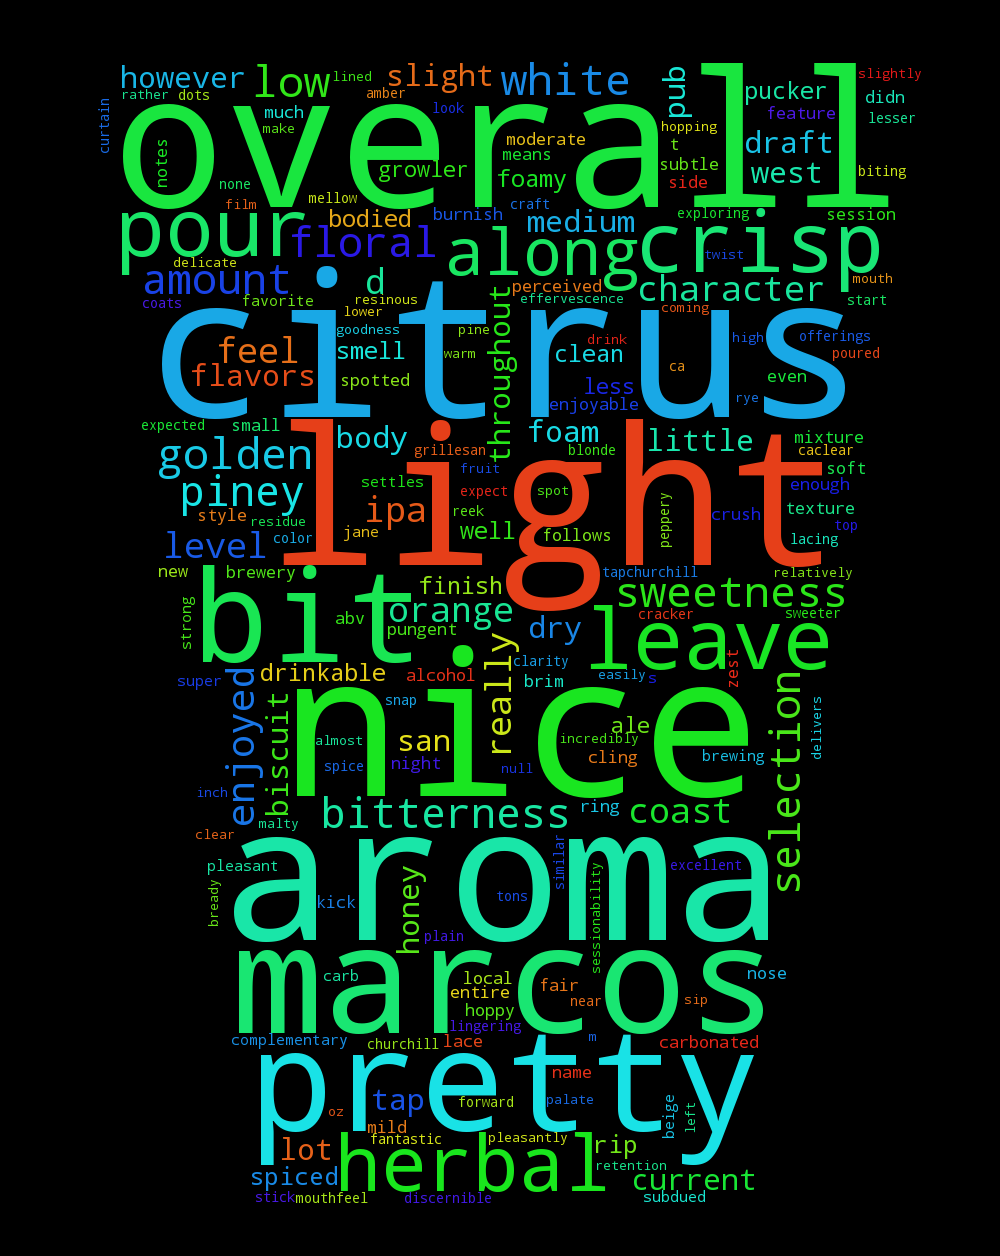 however
low
lined
slight
white
pub
pucker
slightly
rather
dots
amber
look
didn
curtain
much
make
overall
hopping
feature
lesser
notes
none
growler
moderate
means
foamy
t
subtle
side
draft
west
biting
film
mellow
craft
pour
bodied
burnish
medium
exploring
session
floral
along
crisp
twist
delicate
amount
d
perceived
character
mouth
coats
favorite
resinous
lower
effervescence
coming
start
citrus
goodness
pine
throughout
drink
high
offerings
feel
smell
warm
clean
poured
flavors
spotted
less
ca
even
enjoyable
rye
expected
small
body
foam
little
mixture
golden
grillesan
blonde
caclear
light
fruit
soft
piney
settles
expect
spot
enough
style
ipa
reek
peppery
crush
texture
residue
jane
well
follows
top
level
color
lacing
new
brewery
finish
tapchurchill
relatively
bit
sweetness
strong
abv
orange
cracker
sweeter
pungent
dry
leave
really
clarity
zest
super
drinkable
alcohol
brim
easily
s
enjoyed
biscuit
snap
nice
ale
selection
delivers
almost
san
incredibly
spice
night
null
cling
brewing
inch
ring
coast
malty
bitterness
clear
aroma
similar
pleasant
excellent
bready
kick
honey
tons
sessionability
plain
marcos
carb
local
entire
fair
nose
hoppy
near
sip
lingering
complementary
churchill
lace
m
carbonated
pretty
name
oz
tap
forward
palate
beige
left
mild
fantastic
pleasantly
rip
lot
herbal
retention
spiced
current
stick
mouthfeel
discernible
subdued